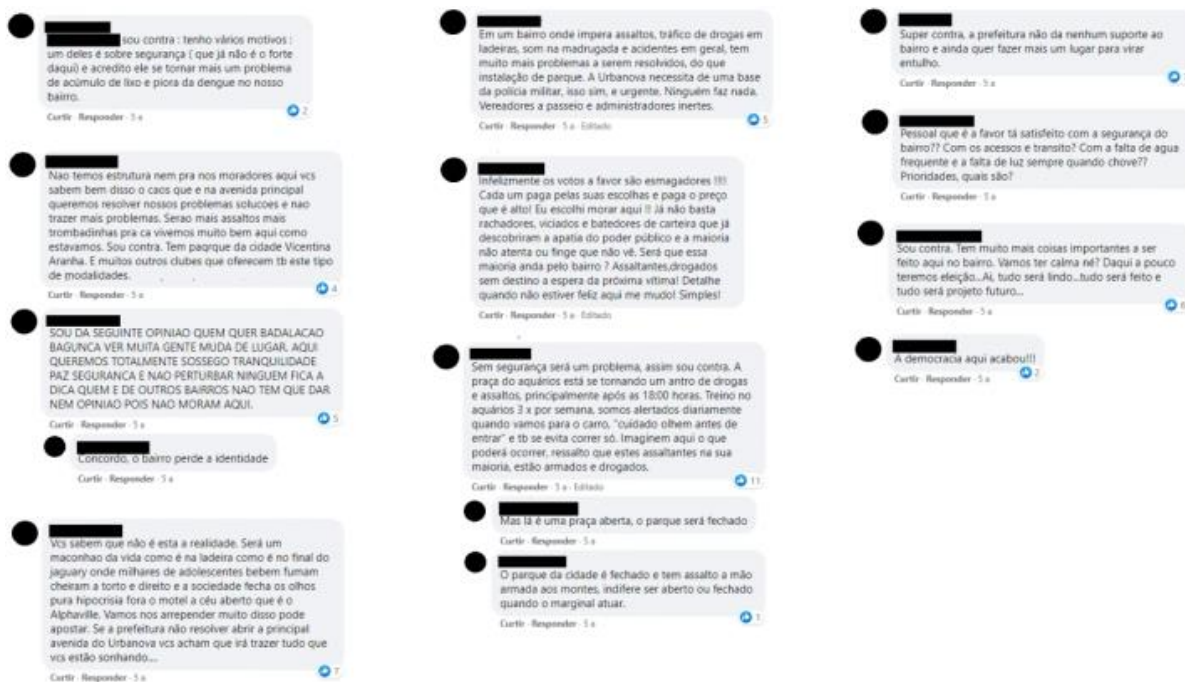 sou contra : tenho vários motivos :
um deles é sobre segurança ( que já não é o forte
daqui) e acredito ele se tornar mais um problema
de acúmulo de lixo e piora da dengue no nosso
bairro.
Curtir · Responder · 5 a
2
Nao temos estrutura nem pra nos moradores aqui vcs
sabem bem disso o caos que e na avenida principal
queremos resolver nossos problemas solucoes e nao
trazer mais problemas. Serao mais assaltos mais
trombadinhas pra ca vivemos muito bem aqui como
estavamos. Sou contra. Tem paqrque da cidade Vicentina
Aranha. E muitos outros clubes que oferecem tb este tipo
de modalidades.
Curtir · Responder · 5 a
4
SOU DA SEGUINTE OPINIAO QUEM QUER BADALACAO
BAGUNCA VER MUITA GENTE MUDA DE LUGAR. AQUI
QUEREMOS TOTALMENTE SOSSEGO TRANQUILIDADE
PAZ SEGURANCA E NAO PERTURBAR NINGUEM FICA A
DICA QUEM E DE OUTROS BAIRROS NAO TEM QUE DAR
NEM OPINIAO POIS NAO MORAM AQUI.
Curtir · Responder · 5 a
5
Concordo, o bairro perde a identidade
Curtir · Responder · 5 a
Vcs sabem que não é esta a realidade. Será um
maconhao da vida como é na ladeira como é no final do
jaguary onde milhares de adolescentes bebem fumam
cheiram a torto e direito e a sociedade fecha os olhos
pura hipocrisia fora o motel a céu aberto que é o
Alphaville. Vamos nos arrepender muito disso pode
apostar. Se a prefeitura não resolver abrir a principal
avenida do Urbanova vcs acham que irá trazer tudo que
vcs estão sonhando....
Curtir · Responder · 5 a
7
Em um bairro onde impera assaltos, tráfico de drogas em
ladeiras, som na madrugada e acidentes em geral, tem
muito mais problemas a serem resolvidos, do que
instalação de parque. A Urbanova necessita de uma base
da polícia militar, isso sim, e urgente. Ninguém faz nada.
Vereadores a passeio e administradores inertes.
Curtir · Responder · 5 a · Editado
5
Infelizmente os votos a favor são esmagadores !!!!
Cada um paga pelas suas escolhas e paga o preço
que é alto! Eu escolhi morar aqui !! Já não basta
rachadores, viciados e batedores de carteira que já
descobriram a apatia do poder público e a maioria
não atenta ou finge que não vê. Será que essa
maioria anda pelo bairro ? Assaltantes,drogados
sem destino a espera da próxima vítima! Detalhe
quando não estiver feliz aqui me mudo! Simples!
Curtir · Responder · 5 a · Editado
Sem segurança será um problema, assim sou contra. A
praça do aquários está se tornando um antro de drogas
e assaltos, principalmente após as 18:00 horas. Treino no
aquários 3 x por semana, somos alertados diariamente
quando vamos para o carro, "cuidado olhem antes de
entrar" e tb se evita correr só. Imaginem aqui o que
poderá ocorrer, ressalto que estes assaltantes na sua
maioria, estão armados e drogados.
Curtir · Responder · 5 a · Editado
11
Mas lá é uma praça aberta, o parque será fechado
Curtir · Responder · 5 a
O parque da cidade é fechado e tem assalto a mão
armada aos montes, indifere ser aberto ou fechado
quando o marginal atuar.
Curtir · Responder · 5 a
1
Super contra, a prefeitura não da nenhum suporte ao
bairro e ainda quer fazer mais um lugar para virar
entulho.
Curtir · Responder · 5 a
Pessoal que é a favor tá satisfeito com a segurança do
bairro?? Com os acessos e transito? Com a falta de agua
frequente e a falta de luz sempre quando chove??
Prioridades, quais são?
Curtir · Responder · 5 a
Sou contra. Tem muito mais coisas importantes a ser
feito aqui no bairro. Vamos ter calma né? Daqui a pouco
teremos eleição...Ai, tudo será lindo...tudo será feito e
tudo será projeto futuro...
Curtir · Responder · 5 a
A democracia aqui acabou!!!
2
Curtir · Responder · 5 a